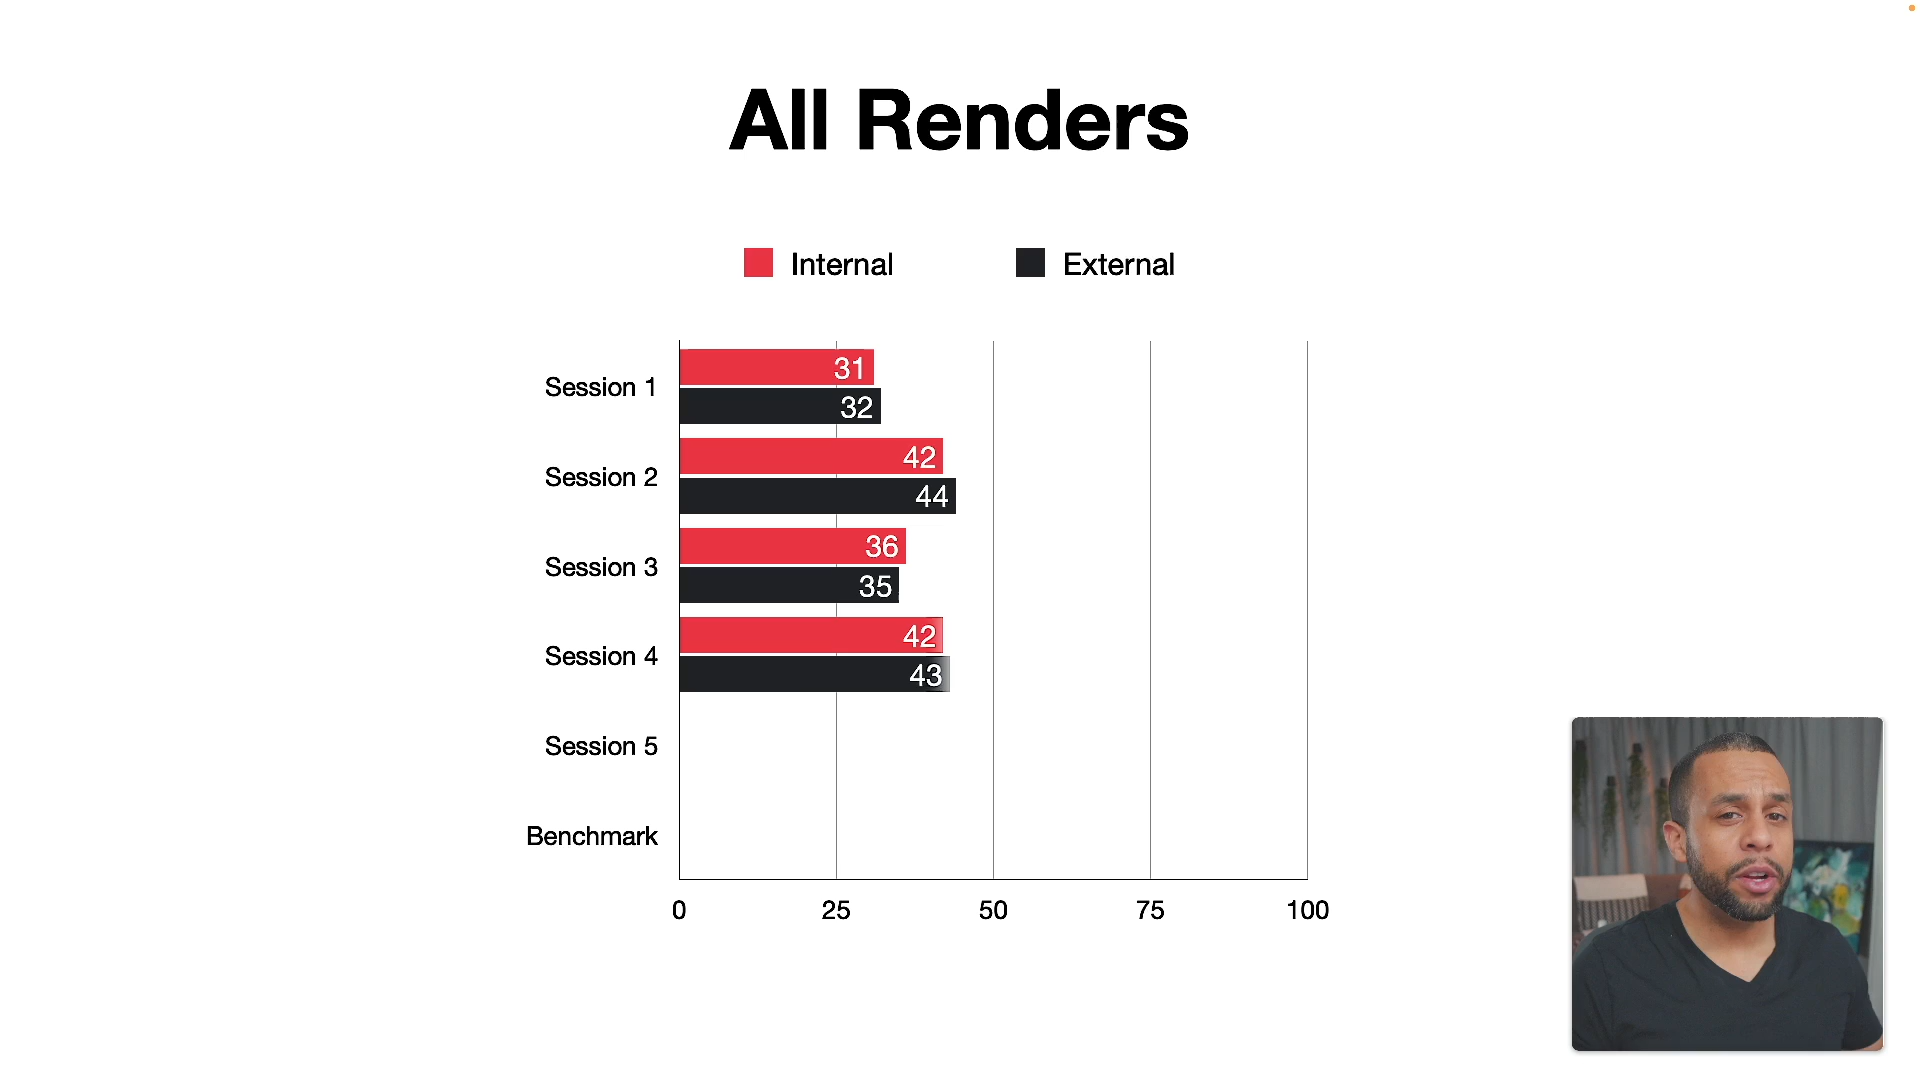 All Renders
Internal External
Session 1
31
32
Session 2
42
44
Session 3
36
35
Session 4
42
43
Session 5
Benchmark
0 25 50 75 100